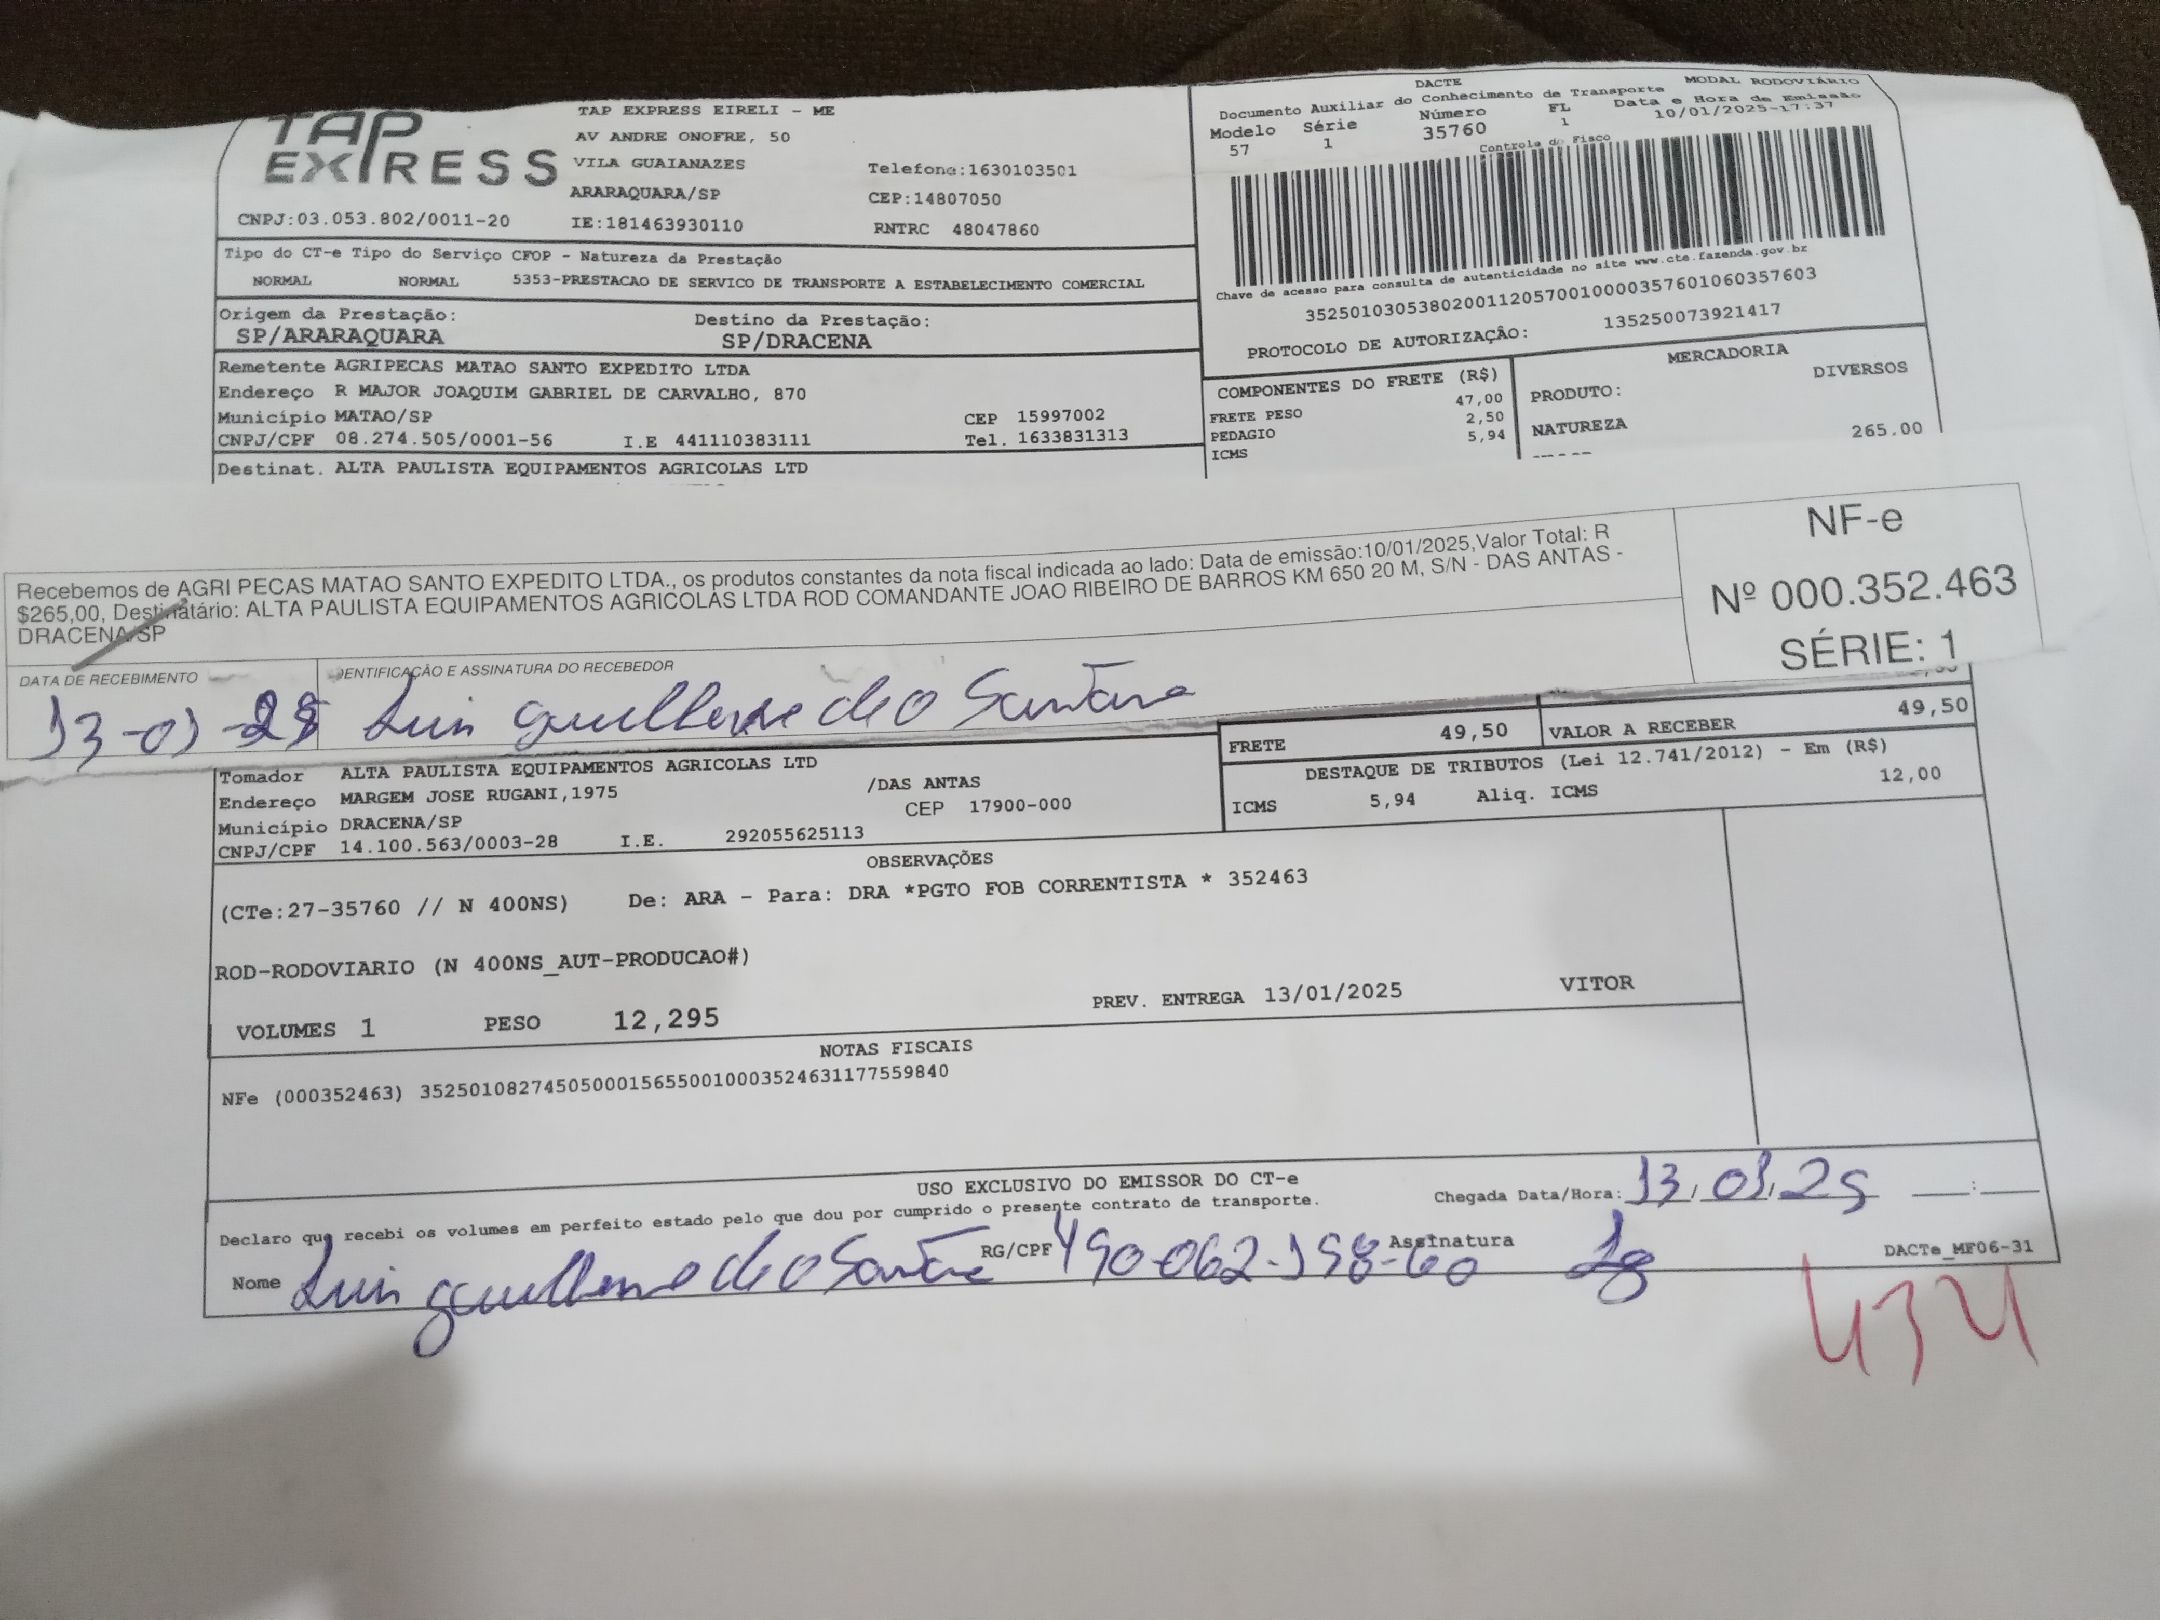 TAP EXPRESS
TAP EXPRESS EIRELI - ME
AV ANDRE ONOFRE, 50
VILA GUAIANAZES
Telefone:1630103501
ARARAQUARA/SP
CEP:14807050
CNPJ:03.053.802/0011-20 IE:181463930110 RNTRC 48047860
DACTE MODAL RODOVIÁRIO
Documento Auxiliar do Conhecimento de Transporte
Modelo Série Número FL Data e Hora de Emissão
57 1 35760 1 10/01/2025-17:37
Controle do Fisco
Chave de acesso para consulta de autenticidade no site www.cte.fazenda.gov.br
35250103053802001120570010000357601060357603
PROTOCOLO DE AUTORIZAÇÂO: 135250073921417
Tipo do CT-e Tipo do Serviço CFOP - Natureza da Prestação
NORMAL NORMAL 5353-PRESTACAO DE SERVICO DE TRANSPORTE A ESTABELECIMENTO COMERCIAL
Origem da Prestação: Destino da Prestação:
SP/ARARAQUARA SP/DRACENA
Remetente AGRIPECAS MATAO SANTO EXPEDITO LTDA
Endereço R MAJOR JOAQUIM GABRIEL DE CARVALHO, 870
Município MATAO/SP CEP 15997002
CNPJ/CPF 08.274.505/0001-56 I.E 441110383111 Tel. 1633831313
Destinat. ALTA PAULISTA EQUIPAMENTOS AGRICOLAS LTD
COMPONENTES DO FRETE (R$)
FRETE PESO 47,00
PEDAGIO 2,50
ICMS 5,94
MERCADORIA
PRODUTO: DIVERSOS
NATUREZA
265.00
Recebemos de AGRI PECAS MATAO SANTO EXPEDITO LTDA., os produtos constantes da nota fiscal indicada ao lado: Data de emissão:10/01/2025,Valor Total: R
$265,00, Destinatário: ALTA PAULISTA EQUIPAMENTOS AGRICOLAS LTDA ROD COMANDANTE JOAO RIBEIRO DE BARROS KM 650 20 M, S/N - DAS ANTAS -
DRACENA/SP
NF-e
Nº 000.352.463
SÉRIE: 1
DATA DE RECEBIMENTO IDENTIFICAÇÃO E ASSINATURA DO RECEBEDOR
13-01-25 Luis guilherme do o Santana
FRETE 49,50 VALOR A RECEBER 49,50
DESTAQUE DE TRIBUTOS (Lei 12.741/2012) - Em (R$)
ICMS 5,94 Aliq. ICMS 12,00
Tomador ALTA PAULISTA EQUIPAMENTOS AGRICOLAS LTD
Endereço MARGEM JOSE RUGANI,1975 /DAS ANTAS
Município DRACENA/SP CEP 17900-000
CNPJ/CPF 14.100.563/0003-28 I.E. 292055625113
OBSERVAÇÕES
(CTe:27-35760 // N 400NS) De: ARA - Para: DRA *PGTO FOB CORRENTISTA * 352463
ROD-RODOVIARIO (N 400NS_AUT-PRODUCAO#)
VOLUMES 1 PESO 12,295 PREV. ENTREGA 13/01/2025 VITOR
NOTAS FISCAIS
NFe (000352463) 35250108274505000156550010003524631177559840
USO EXCLUSIVO DO EMISSOR DO CT-e
Declaro que recebi os volumes em perfeito estado pelo que dou por cumprido o presente contrato de transporte. Chegada Data/Hora: 13/01/25 :
Nome Luis guilherme do o Santana RG/CPF 490-062-198-60 Assinatura Lg
DACTe_MF06-31
434